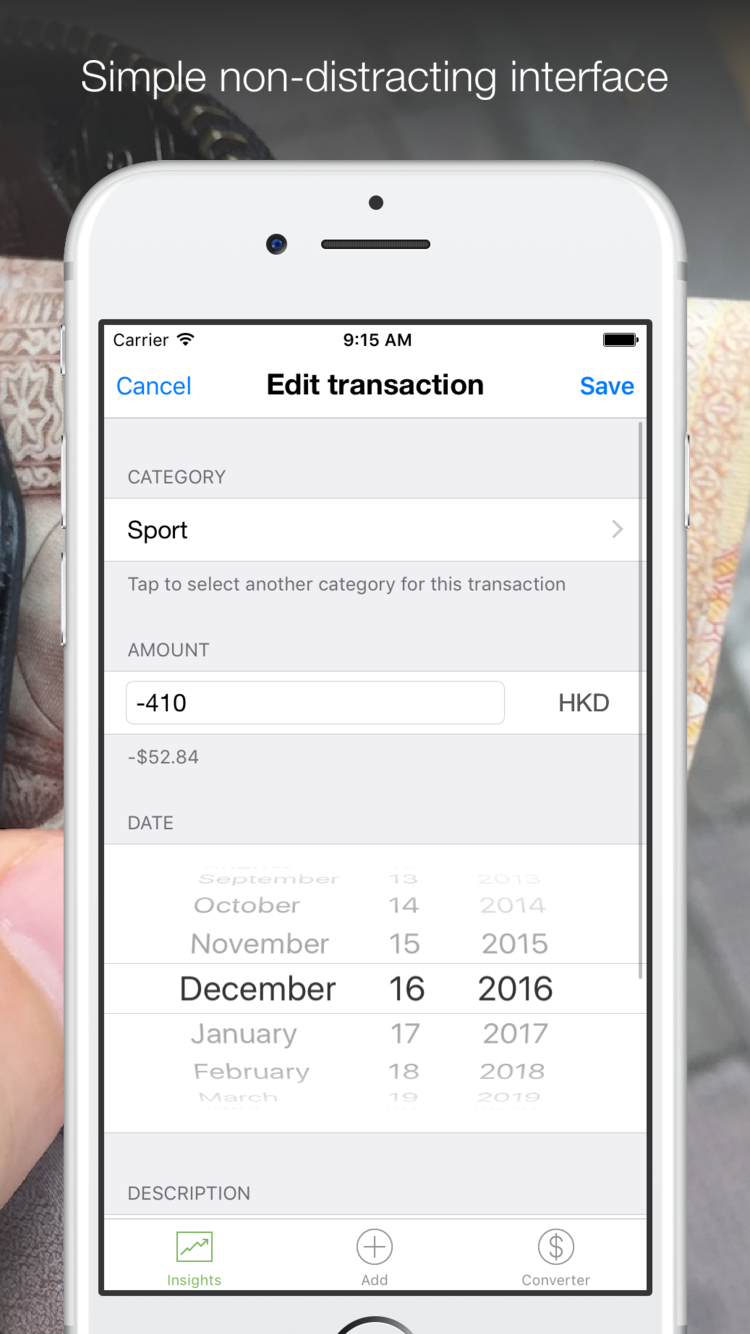 Simple non-distracting interface
Carrier 9:15 AM
Cancel Edit transaction Save
CATEGORY
Sport
Tap to select another category for this transaction
AMOUNT
-410 HKD
-$52.84
DATE
September 13 2013
October 14 2014
November 15 2015
December 16 2016
January 17 2017
February 18 2018
March 19 2019
DESCRIPTION
Insights Add Converter